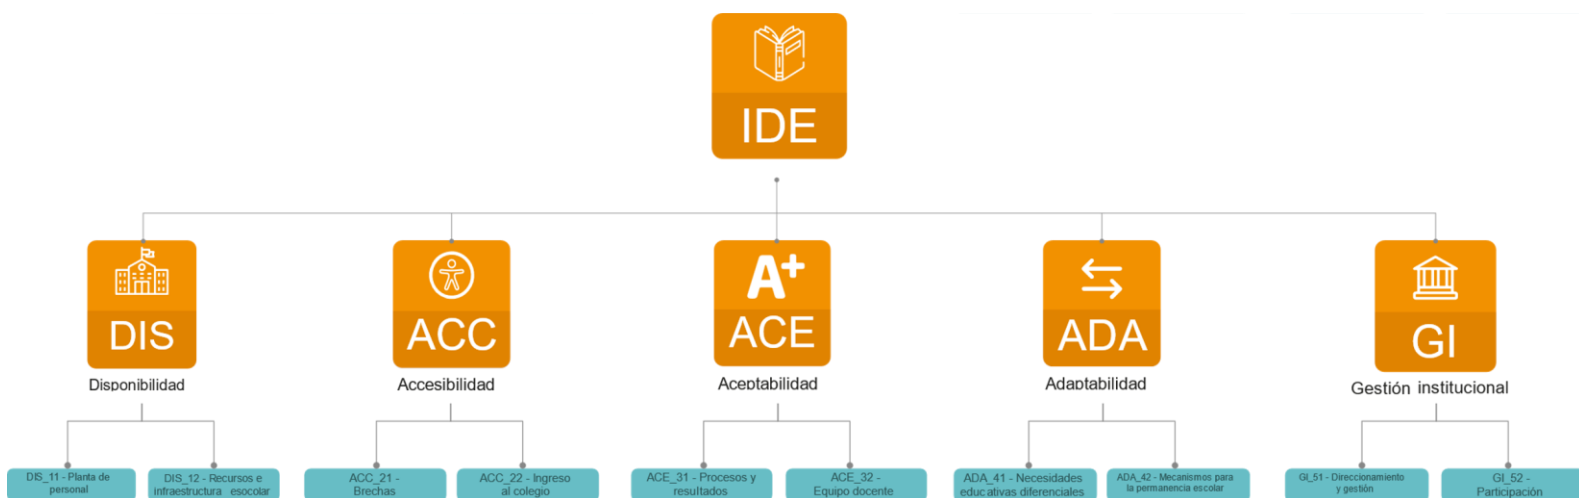 IDE
DIS
ACC
A+
ACE
ADA
GI
Disponibilidad
Accesibilidad
Aceptabilidad
Adaptabilidad
Gestión institucional
DIS_11 - Planta de
personal
DIS_12 - Recursos e
infraestructura esocolar
ACC_21 -
Brechas
ACC_22 - Ingreso
al colegio
ACE_31 - Procesos y
resultados
ACE_32 -
Equipo docente
ADA_41 - Necesidades
educativas diferenciales
ADA_42 - Mecanismos para
la permanencia escolar
GI_51 - Direccionamiento
y gestión
GI_52 -
Participación